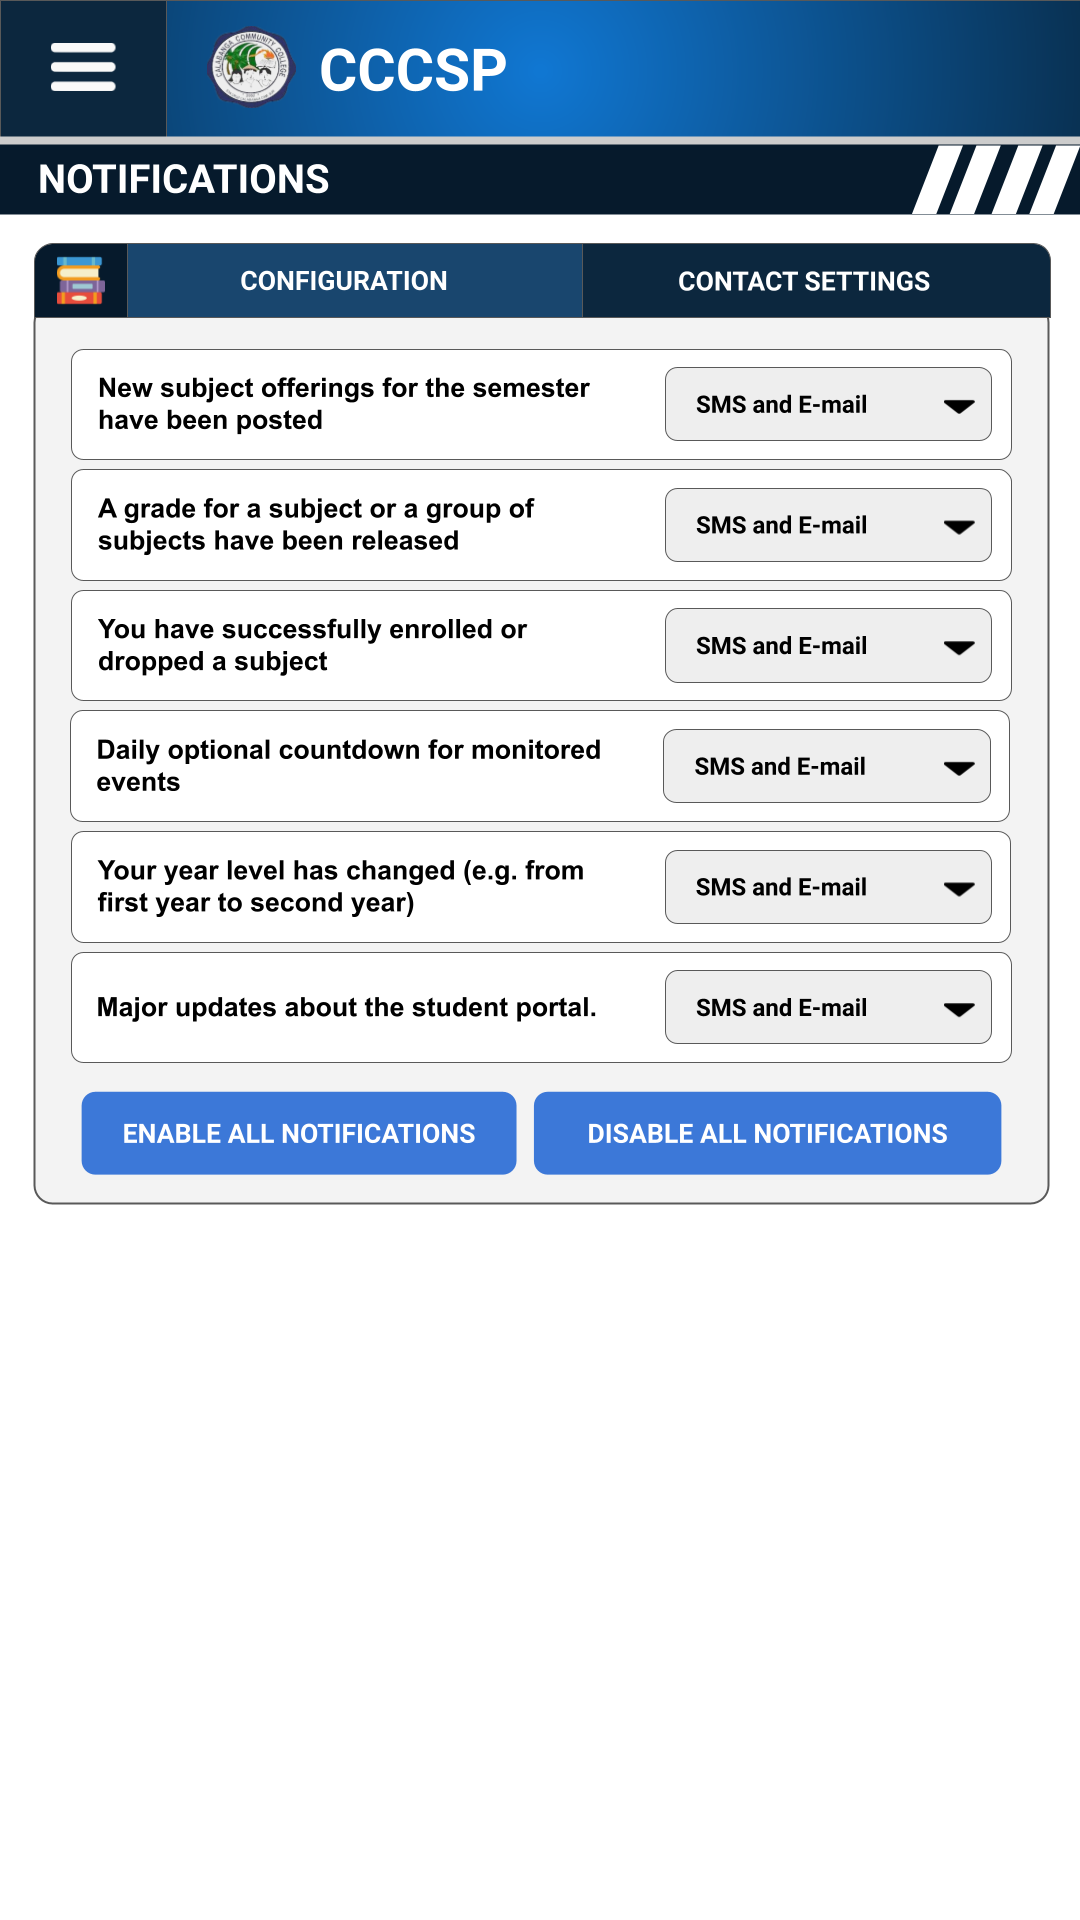 CALABANGA COMMUNITY COLLEGE
CCCSP
NOTIFICATIONS
CONFIGURATION
CONTACT SETTINGS
New subject offerings for the semester
have been posted
SMS and E-mail
A grade for a subject or a group of
subjects have been released
SMS and E-mail
You have successfully enrolled or
dropped a subject
SMS and E-mail
Daily optional countdown for monitored
events
SMS and E-mail
Your year level has changed (e.g. from
first year to second year)
SMS and E-mail
Major updates about the student portal.
SMS and E-mail
ENABLE ALL NOTIFICATIONS
DISABLE ALL NOTIFICATIONS